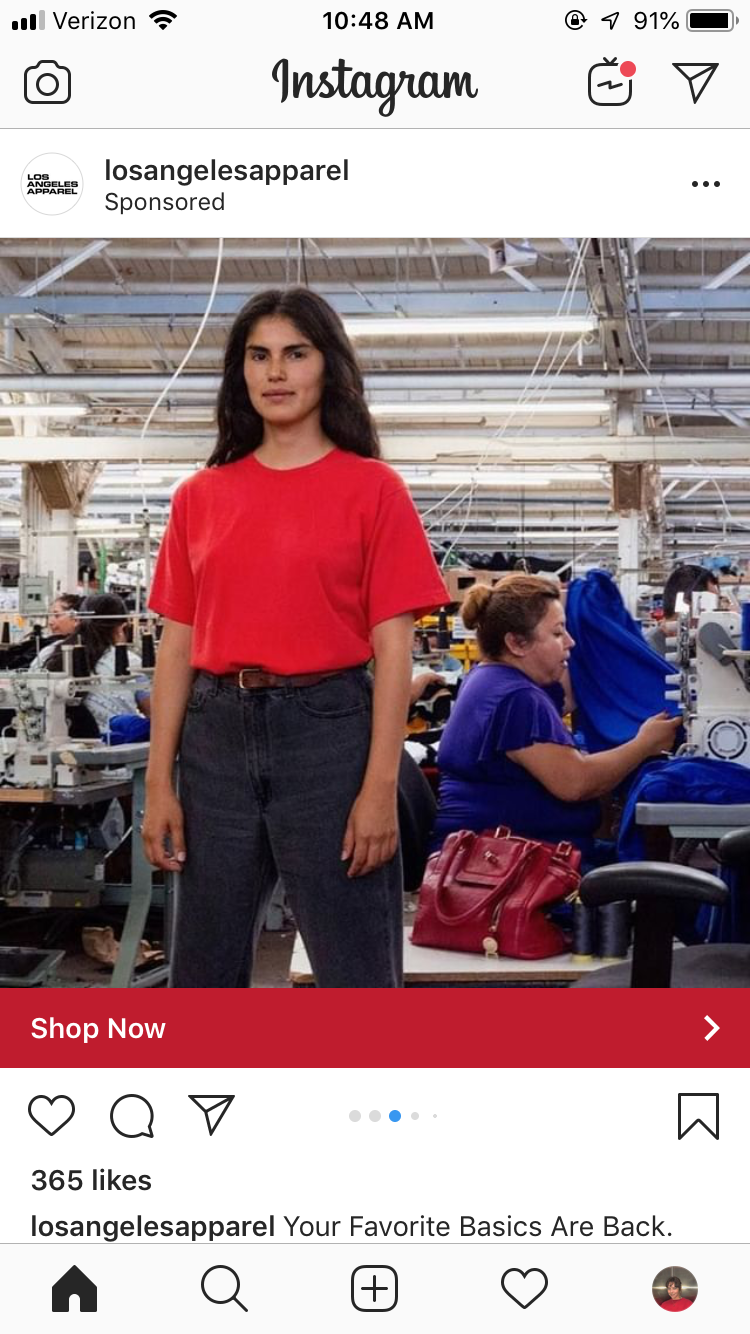 Verizon 10:48 AM 91%
Instagram
LOS
ANGELES
APPAREL
losangelesapparel
Sponsored
Shop Now
365 likes
losangelesapparel Your Favorite Basics Are Back.